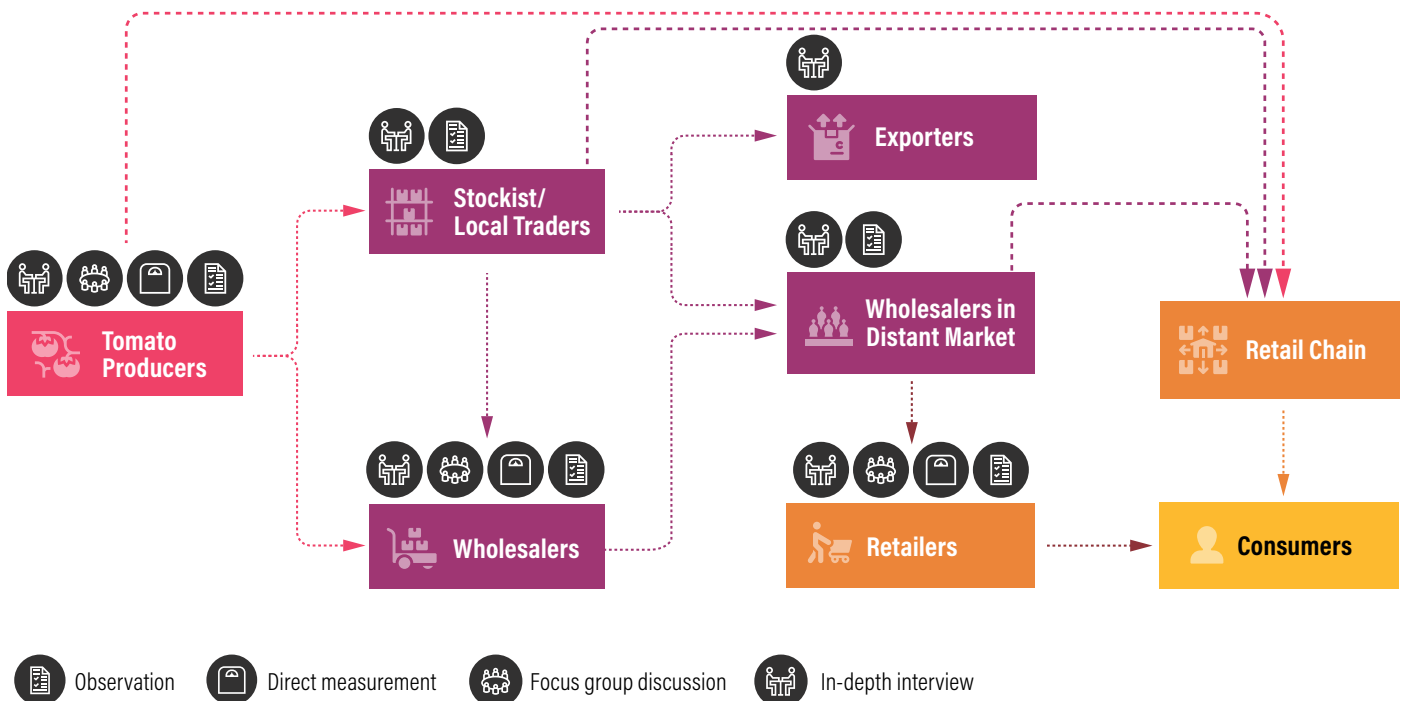 Exporters
Stockist/
Local Traders
Wholesalers in
Distant Market
Tomato
Producers
Retail Chain
Wholesalers
Retailers
Consumers
Observation
Direct measurement
Focus group discussion
In-depth interview